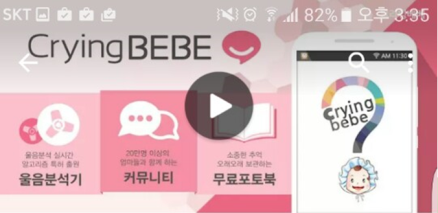 SKT 82% 오후 3:35
CryingBEBE
AM 11:30
Crying
bebe
울음분석 실시간
알고리즘 특허 출원
울음분석기
20만명 이상의
엄마들과 함께 하는
커뮤니티
소중한 추억
오래오래 보관하는
무료포토북